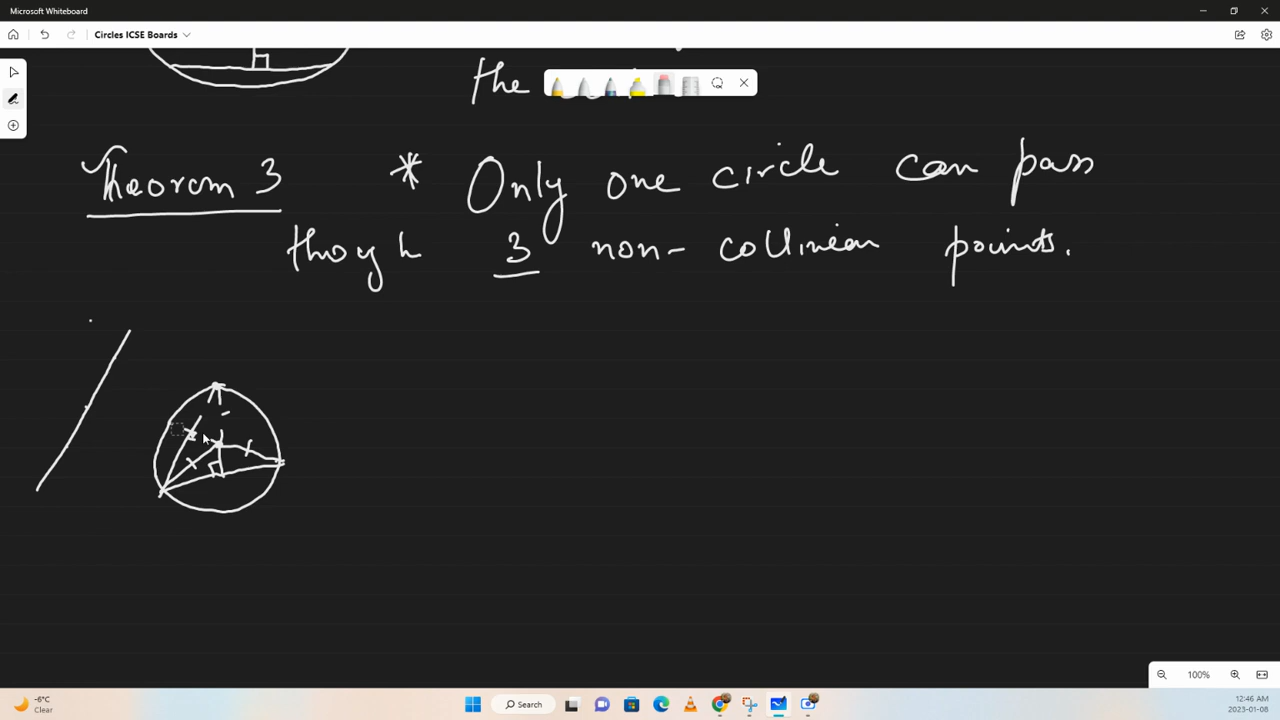 Microsoft Whiteboard
Circles ICSE Boards
the
Theorem 3 * Only one circle can pass
though 3 non-collinear points.
100%
-6°C
Clear
Search
12:46 AM
2023-01-08